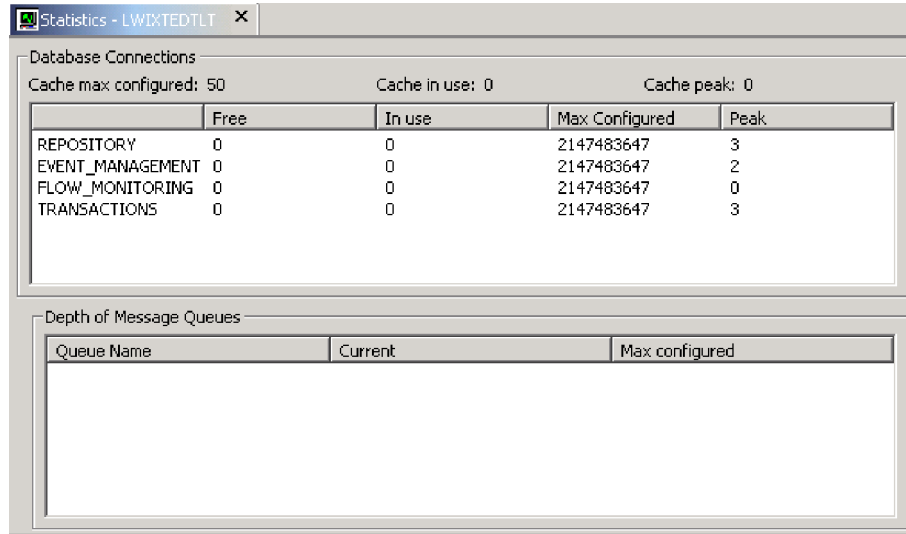 Statistics - LWIXTEDTLT X
Database Connections
Cache max configured: 50 Cache in use: 0 Cache peak: 0
Free In use Max Configured Peak
REPOSITORY 0 0 2147483647 3
EVENT_MANAGEMENT 0 0 2147483647 2
FLOW_MONITORING 0 0 2147483647 0
TRANSACTIONS 0 0 2147483647 3
Depth of Message Queues
Queue Name Current Max configured